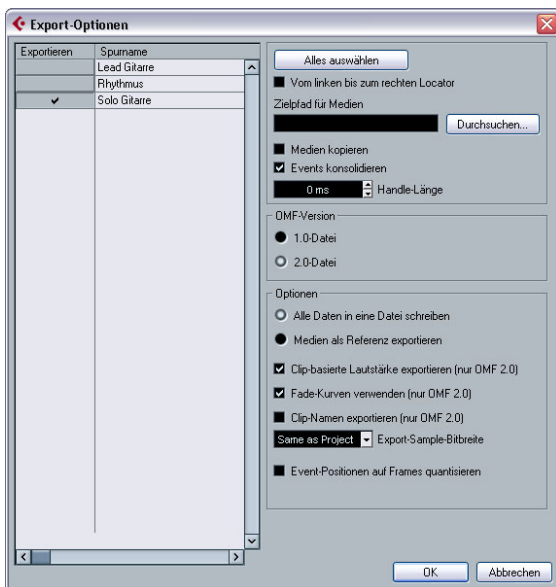 Export-Optionen
Exportieren Spurname
Lead Gitarre
Rhythmus
Solo Gitarre
Alles auswählen
Vom linken bis zum rechten Locator
Zielpfad für Medien
Durchsuchen...
Medien kopieren
Events konsolidieren
0 ms Handle-Länge
OMF-Version
1.0-Datei
2.0-Datei
Optionen
Alle Daten in eine Datei schreiben
Medien als Referenz exportieren
Clip-basierte Lautstärke exportieren (nur OMF 2.0)
Fade-Kurven verwenden (nur OMF 2.0)
Clip-Namen exportieren (nur OMF 2.0)
Same as Project Export-Sample-Bitbreite
Event-Positionen auf Frames quantisieren
OK Abbrechen